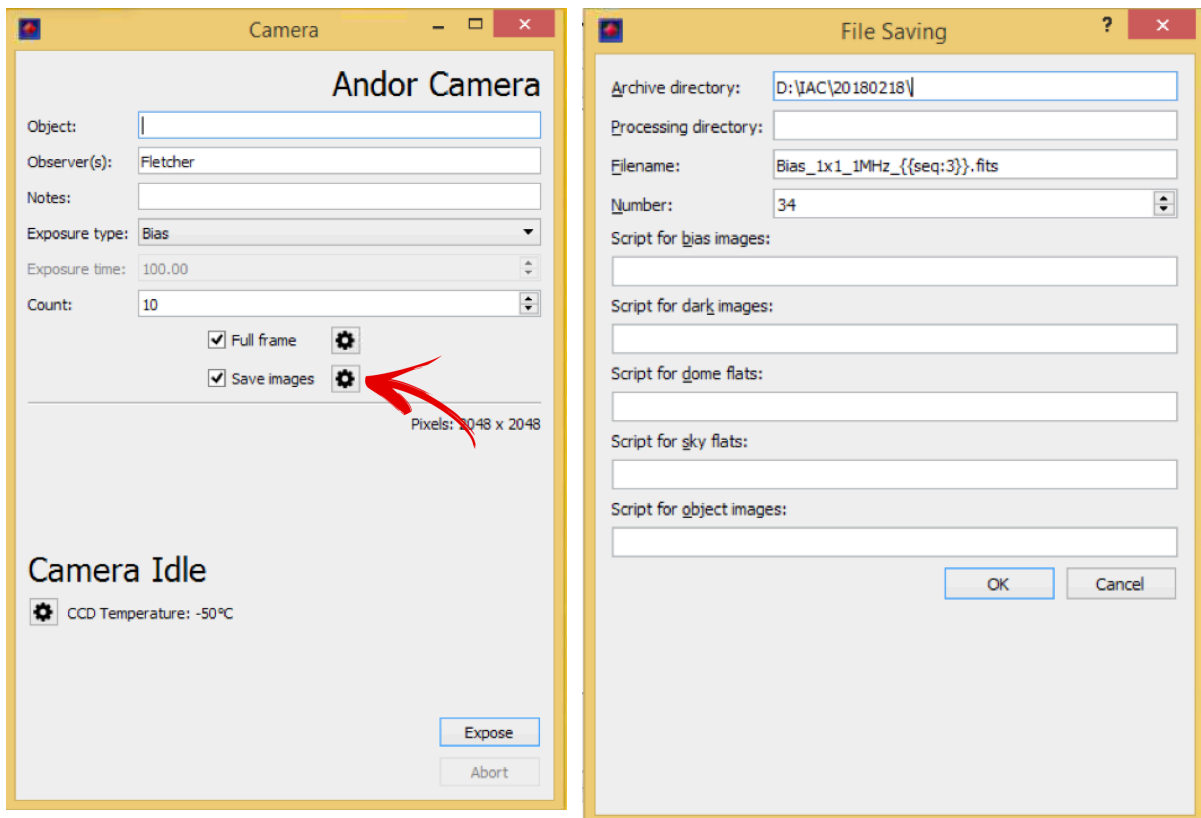 Camera
Andor Camera
Object:
Observer(s): Fletcher
Notes:
Exposure type: Bias
Exposure time: 100.00
Count: 10
Full frame
Save images
Pixels: 2048 x 2048
Camera Idle
CCD Temperature: -50°C
Expose
Abort
File Saving
?
Archive directory: D:\IAC\20180218\
Processing directory:
Filename: Bias_1x1_1MHz_{{seq:3}}.fits
Number: 34
Script for bias images:
Script for dark images:
Script for dome flats:
Script for sky flats:
Script for object images:
OK Cancel